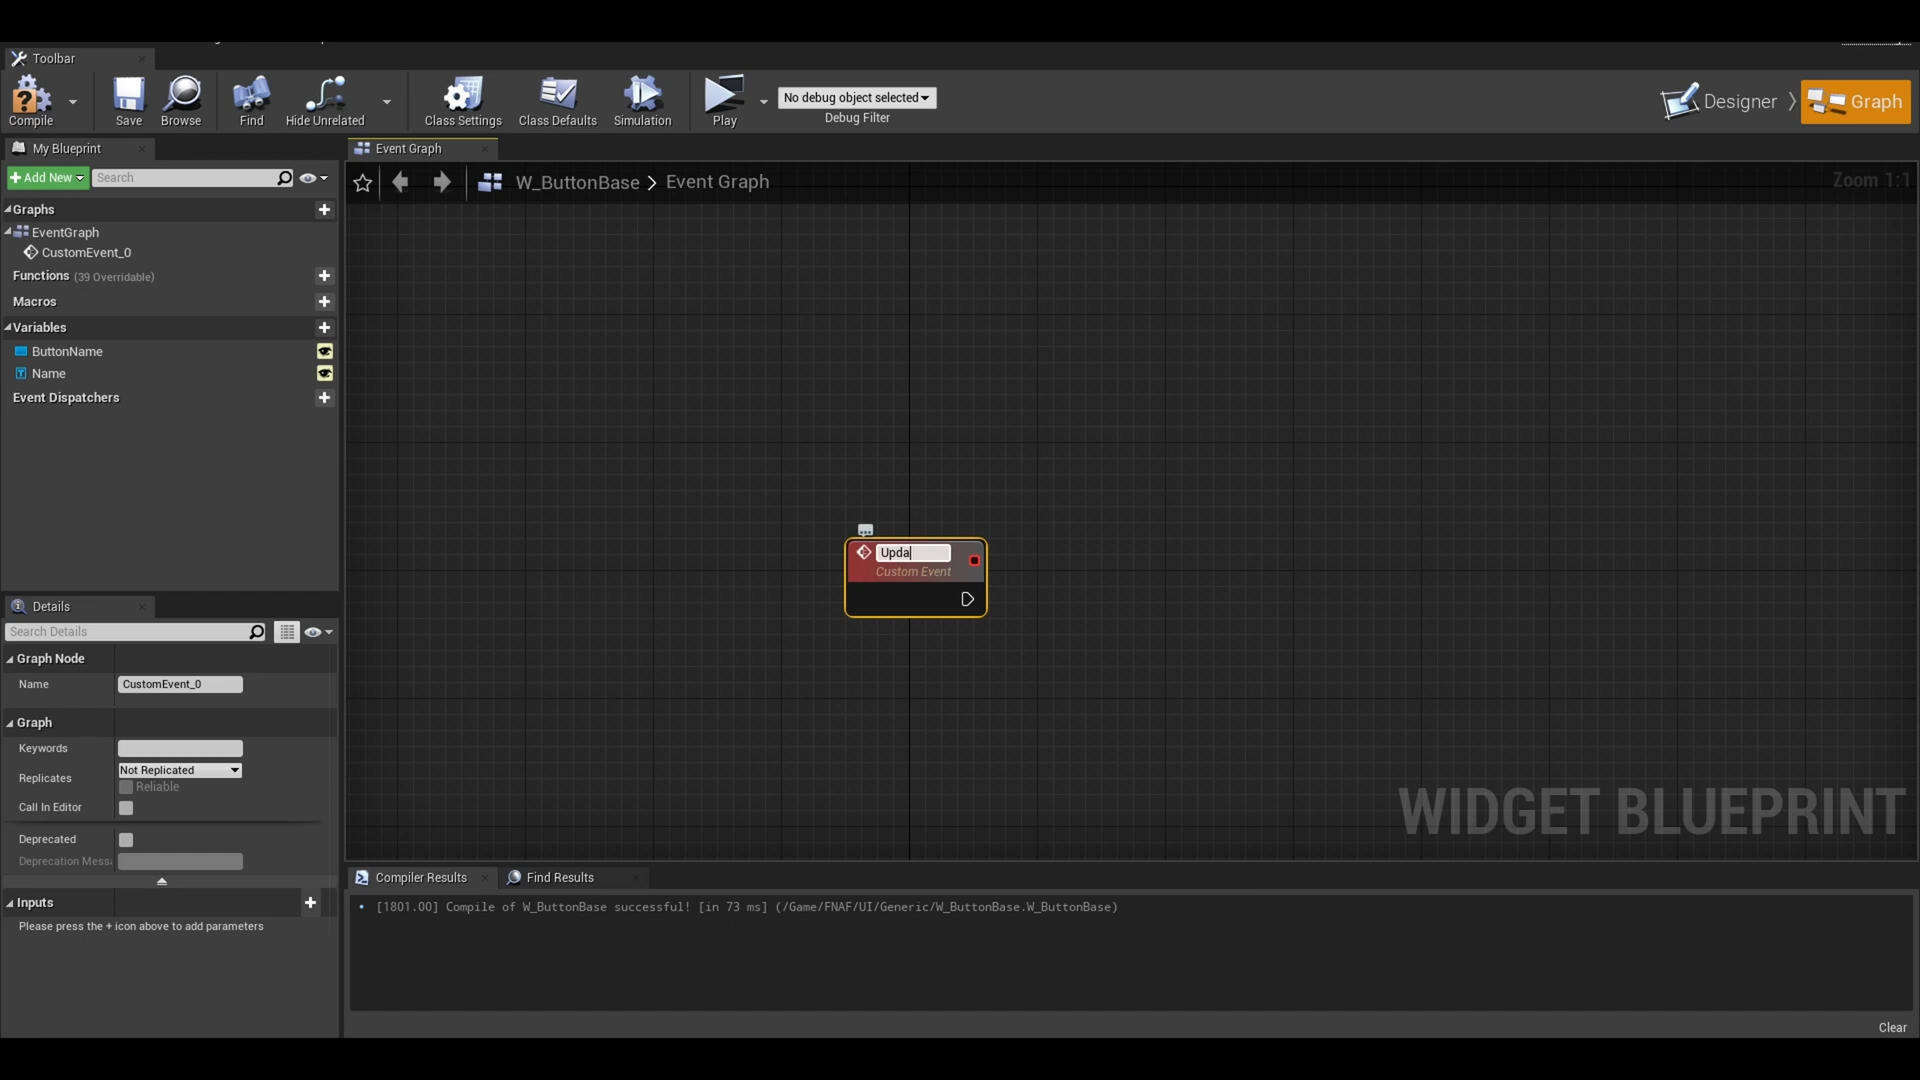 Toolbar
Compile
Save
Browse
Find
Hide Unrelated
Class Settings
Class Defaults
Simulation
Play
No debug object selected
Debug Filter
Designer
Graph
My Blueprint
Event Graph
Add New
Search
W_ButtonBase > Event Graph
Zoom 1:1
Graphs
EventGraph
CustomEvent_0
Functions (39 Overridable)
Macros
Variables
ButtonName
Name
Event Dispatchers
Upda
Custom Event
Details
Search Details
Graph Node
Name CustomEvent_0
Graph
Keywords
Replicates Not Replicated
Reliable
Call In Editor
Deprecated
Deprecation Messa
Inputs
Please press the + icon above to add parameters
WIDGET BLUEPRINT
Compiler Results
Find Results
[1801.00] Compile of W_ButtonBase successful! [in 73 ms] (/Game/FNAF/UI/Generic/W_ButtonBase.W_ButtonBase)
Clear